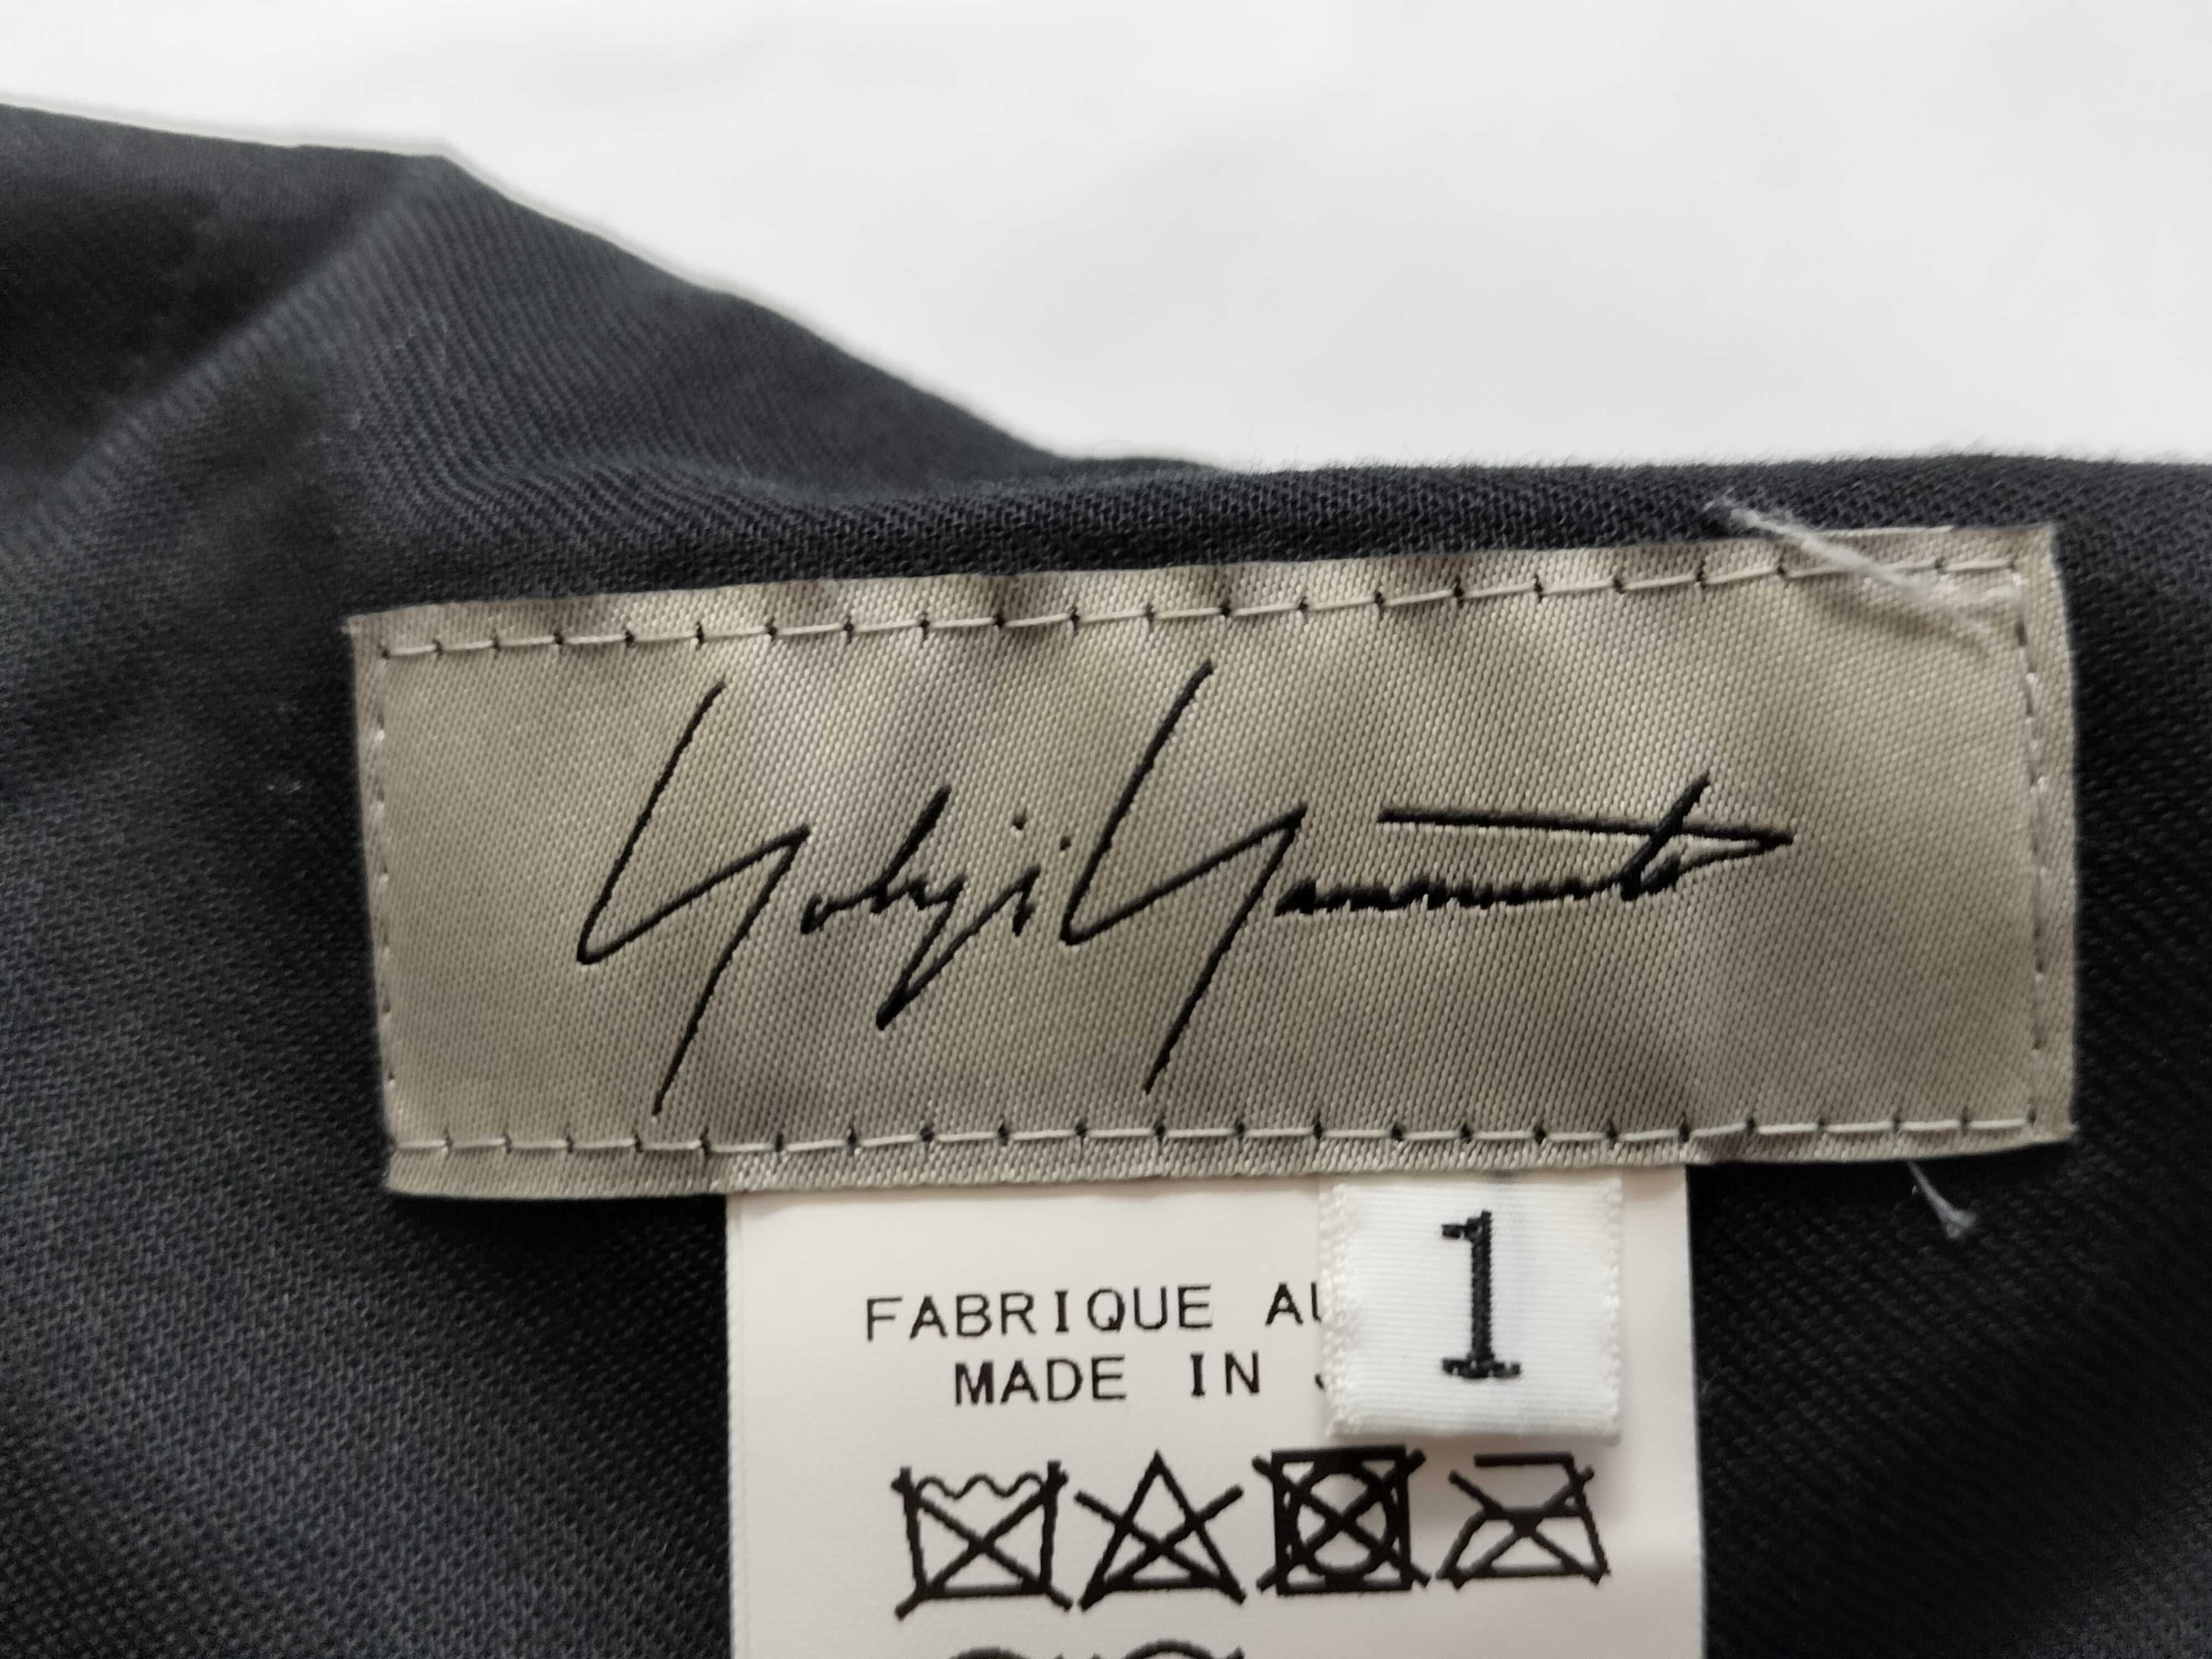 Yohji Yamamoto
1
FABRIQUE AU
MADE IN